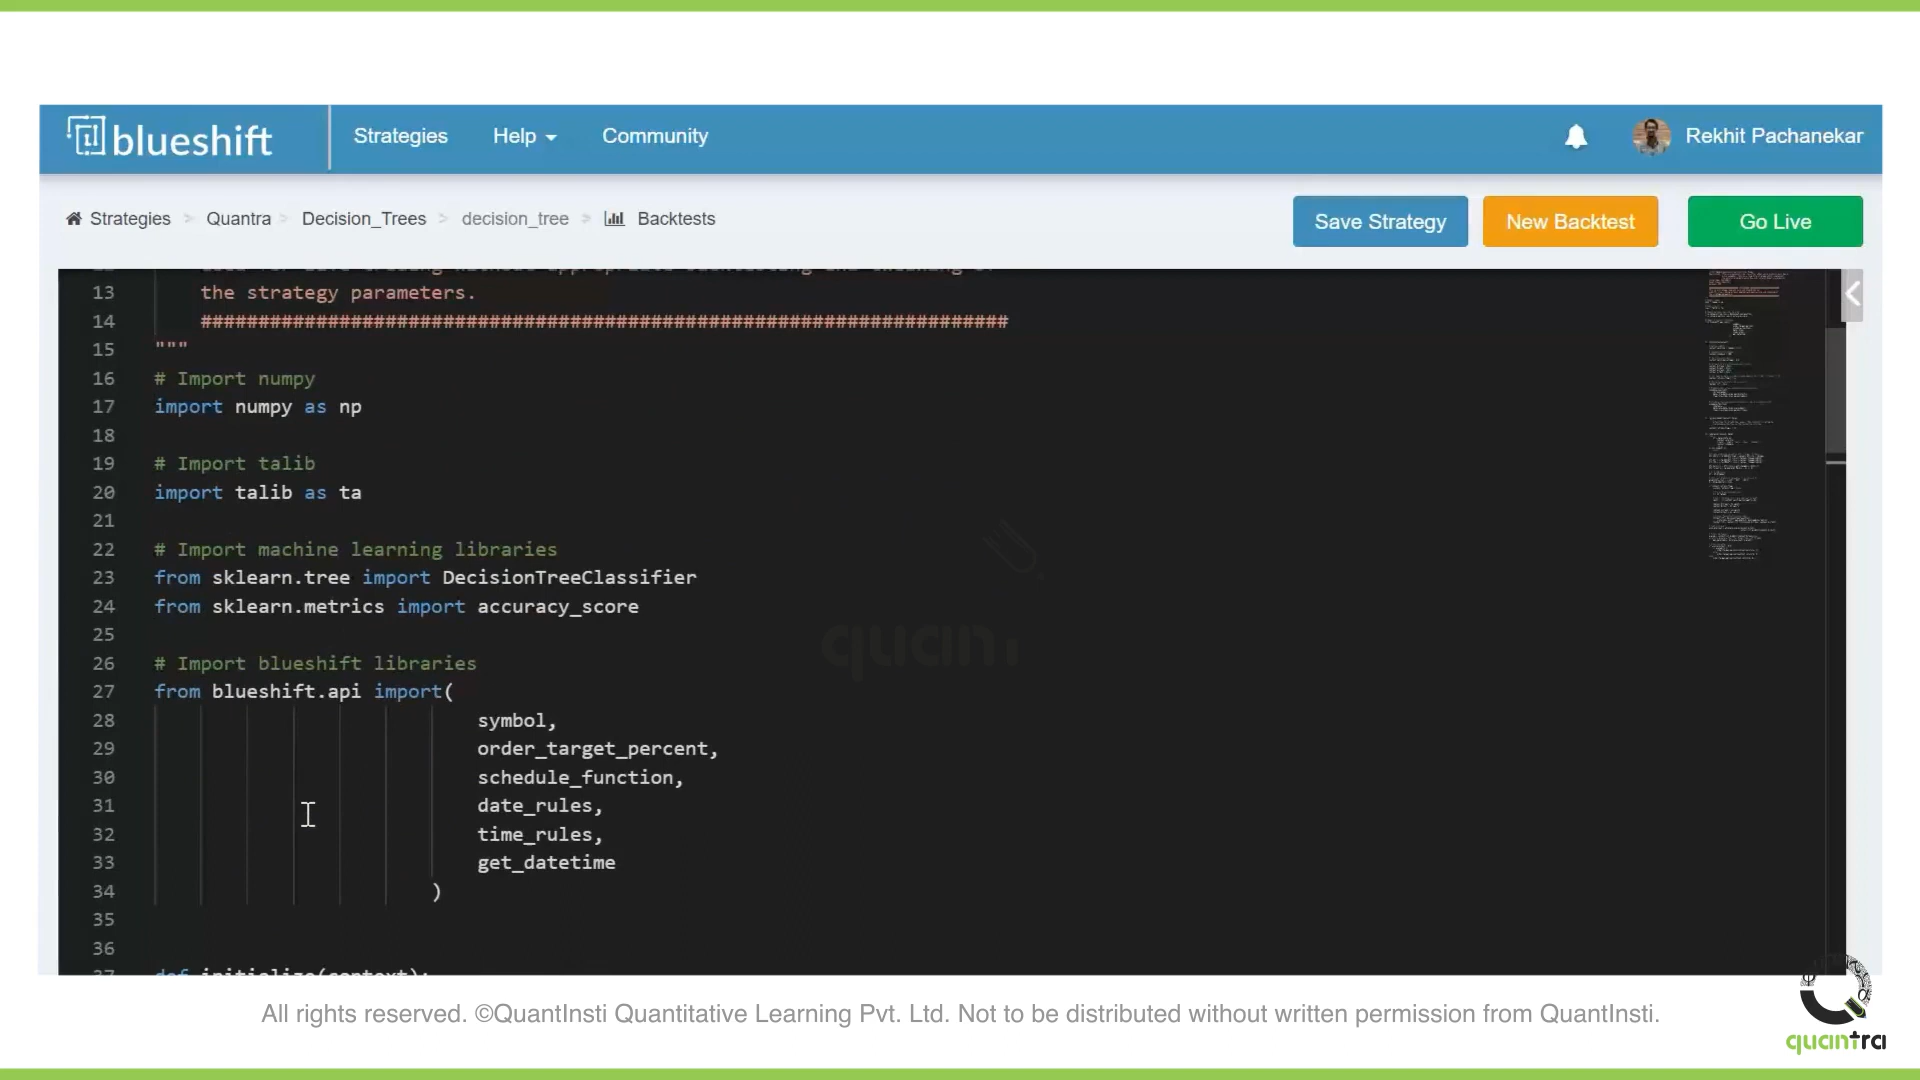 blueshift
Strategies Help Community Rekhit Pachanekar
Strategies > Quantra > Decision_Trees > decision_tree > Backtests
Save Strategy New Backtest Go Live
13 the strategy parameters.
14 ######################################################################
15 """
16 # Import numpy
17 import numpy as np
18
19 # Import talib
20 import talib as ta
21
22 # Import machine learning libraries
23 from sklearn.tree import DecisionTreeClassifier
24 from sklearn.metrics import accuracy_score
25
26 # Import blueshift libraries
27 from blueshift.api import(
28 symbol,
29 order_target_percent,
30 schedule_function,
31 date_rules,
32 time_rules,
33 get_datetime
34 )
35
36
37 def initialize(context):
All rights reserved. ©QuantInsti Quantitative Learning Pvt. Ltd. Not to be distributed without written permission from QuantInsti.
quantra